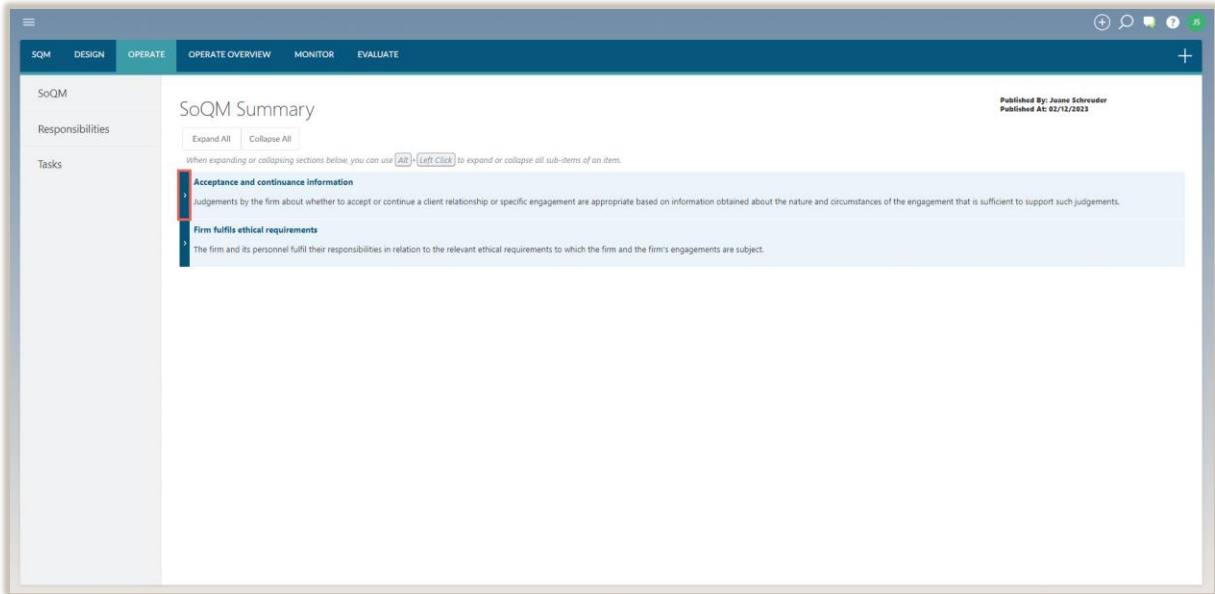 JS
SQM DESIGN OPERATE OPERATE OVERVIEW MONITOR EVALUATE
SoQM
Responsibilities
Tasks
SoQM Summary
Published By: Juane Schreuder
Published At: 02/12/2023
Expand All Collapse All
When expanding or collapsing sections below, you can use Alt + Left Click to expand or collapse all sub-items of an item.
Acceptance and continuance information
Judgements by the firm about whether to accept or continue a client relationship or specific engagement are appropriate based on information obtained about the nature and circumstances of the engagement that is sufficient to support such judgements.
Firm fulfils ethical requirements
The firm and its personnel fulfil their responsibilities in relation to the relevant ethical requirements to which the firm and the firm's engagements are subject.